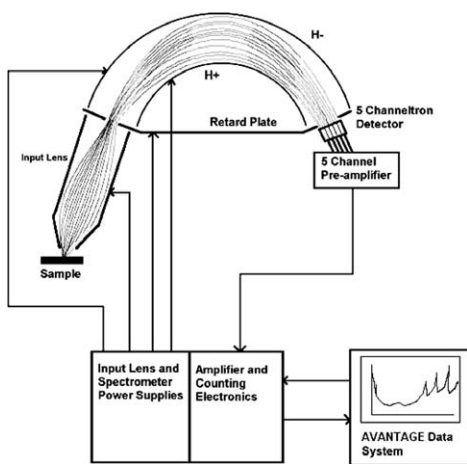 H-
H+
Retard Plate
5 Channeltron
Detector
Input Lens
5 Channel
Pre-amplifier
Sample
Input Lens and
Spectrometer
Power Supplies
Amplifier and
Counting
Electronics
AVANTAGE Data
System